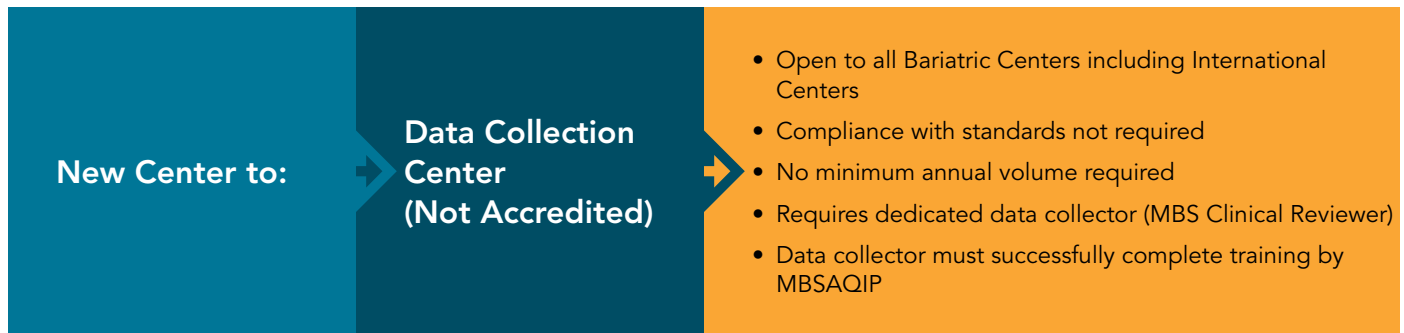 New Center to:
Data Collection
Center
(Not Accredited)
• Open to all Bariatric Centers including International
Centers
• Compliance with standards not required
• No minimum annual volume required
• Requires dedicated data collector (MBS Clinical Reviewer)
• Data collector must successfully complete training by
MBSAQIP